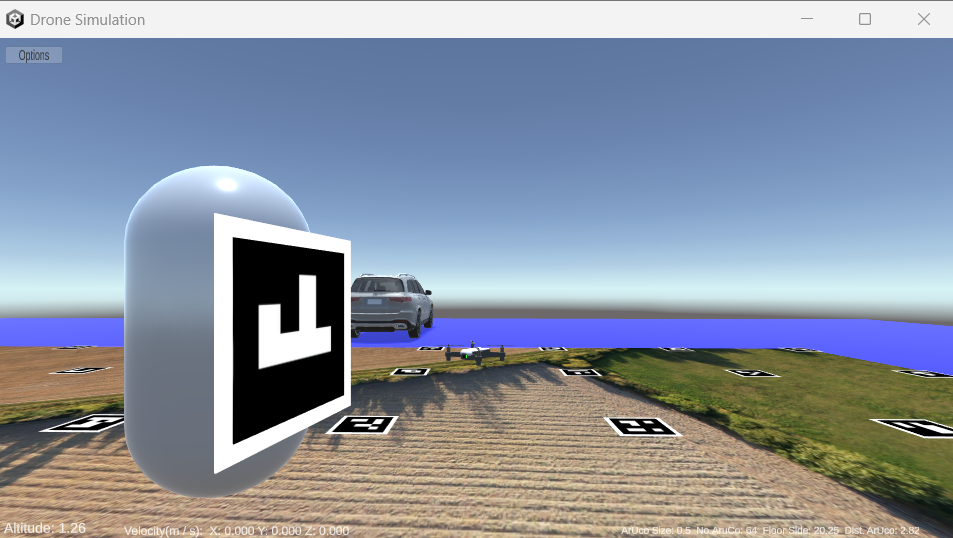 Drone Simulation
Options
Altitude: 1.26
Velocity(m / s): X: 0.000 Y: 0.000 Z: 0.000
ArUco Size: 0.5 No.AruCo: 64 Floor Side: 20.25 Dist. ArUco: 2.82